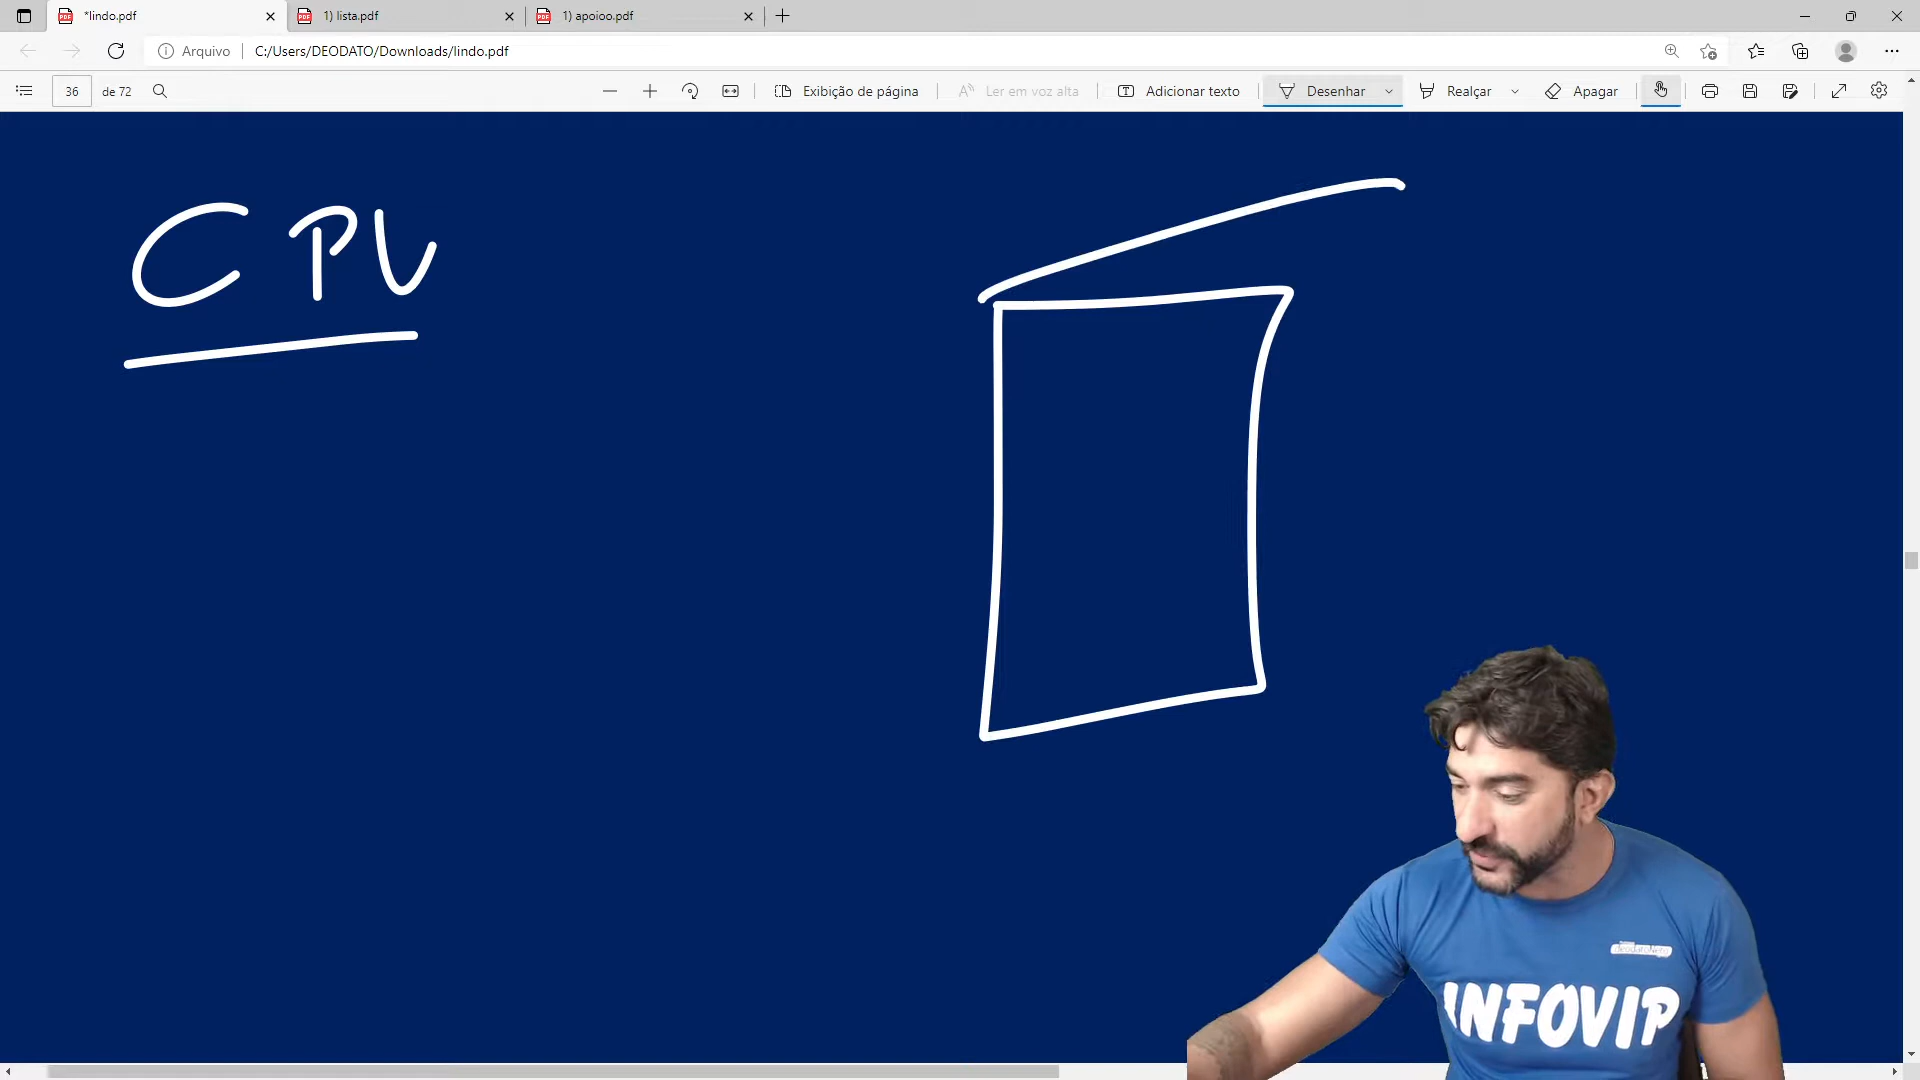 *lindo.pdf
1) lista.pdf
1) apoioo.pdf
Arquivo
C:/Users/DEODATO/Downloads/lindo.pdf
36 de 72
Exibição de página
Ler em voz alta
Adicionar texto
Desenhar
Realçar
Apagar
CPU
INFOVIP